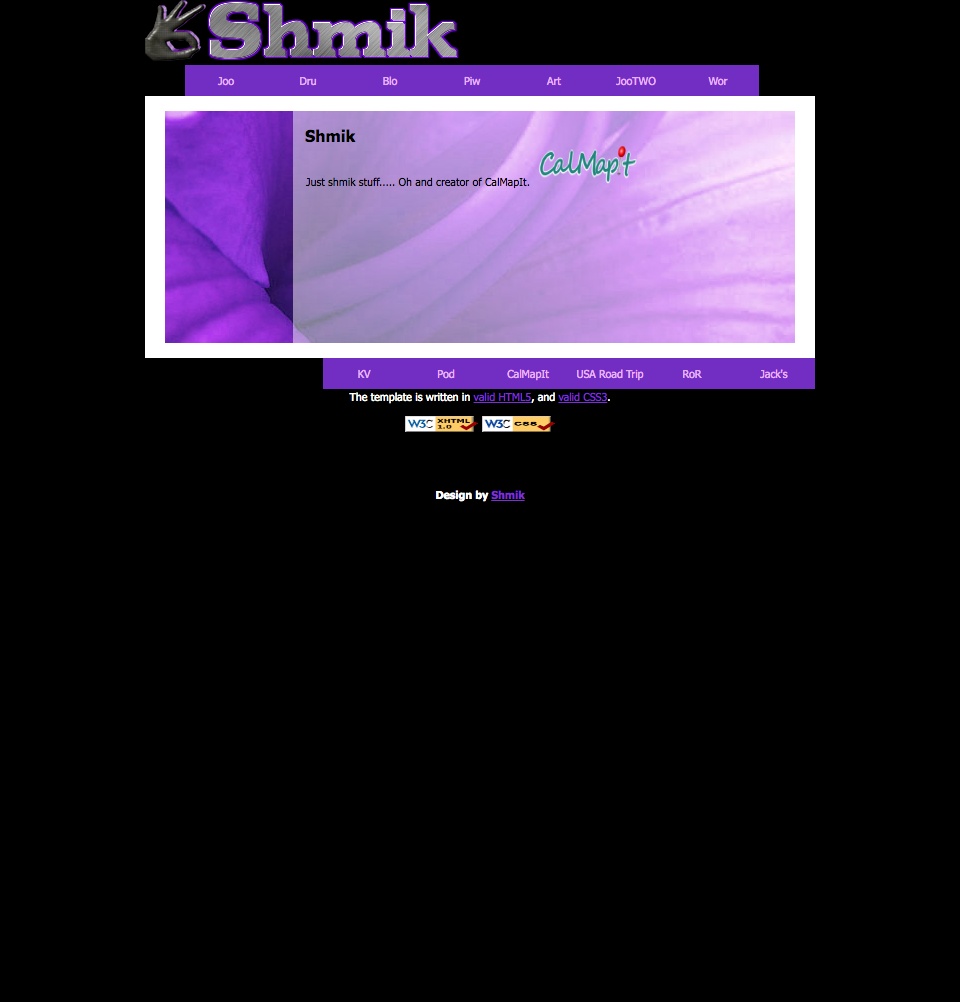 Shmik
Joo Dru Blo Piw Art JooTWO Wor
Shmik
CalMapit
Just shmik stuff..... Oh and creator of CalMapIt.
KV Pod CalMapIt USA Road Trip RoR Jack's
The template is written in valid HTML5, and valid CSS3.
W3C XHTML 1.0 W3C CSS
Design by Shmik